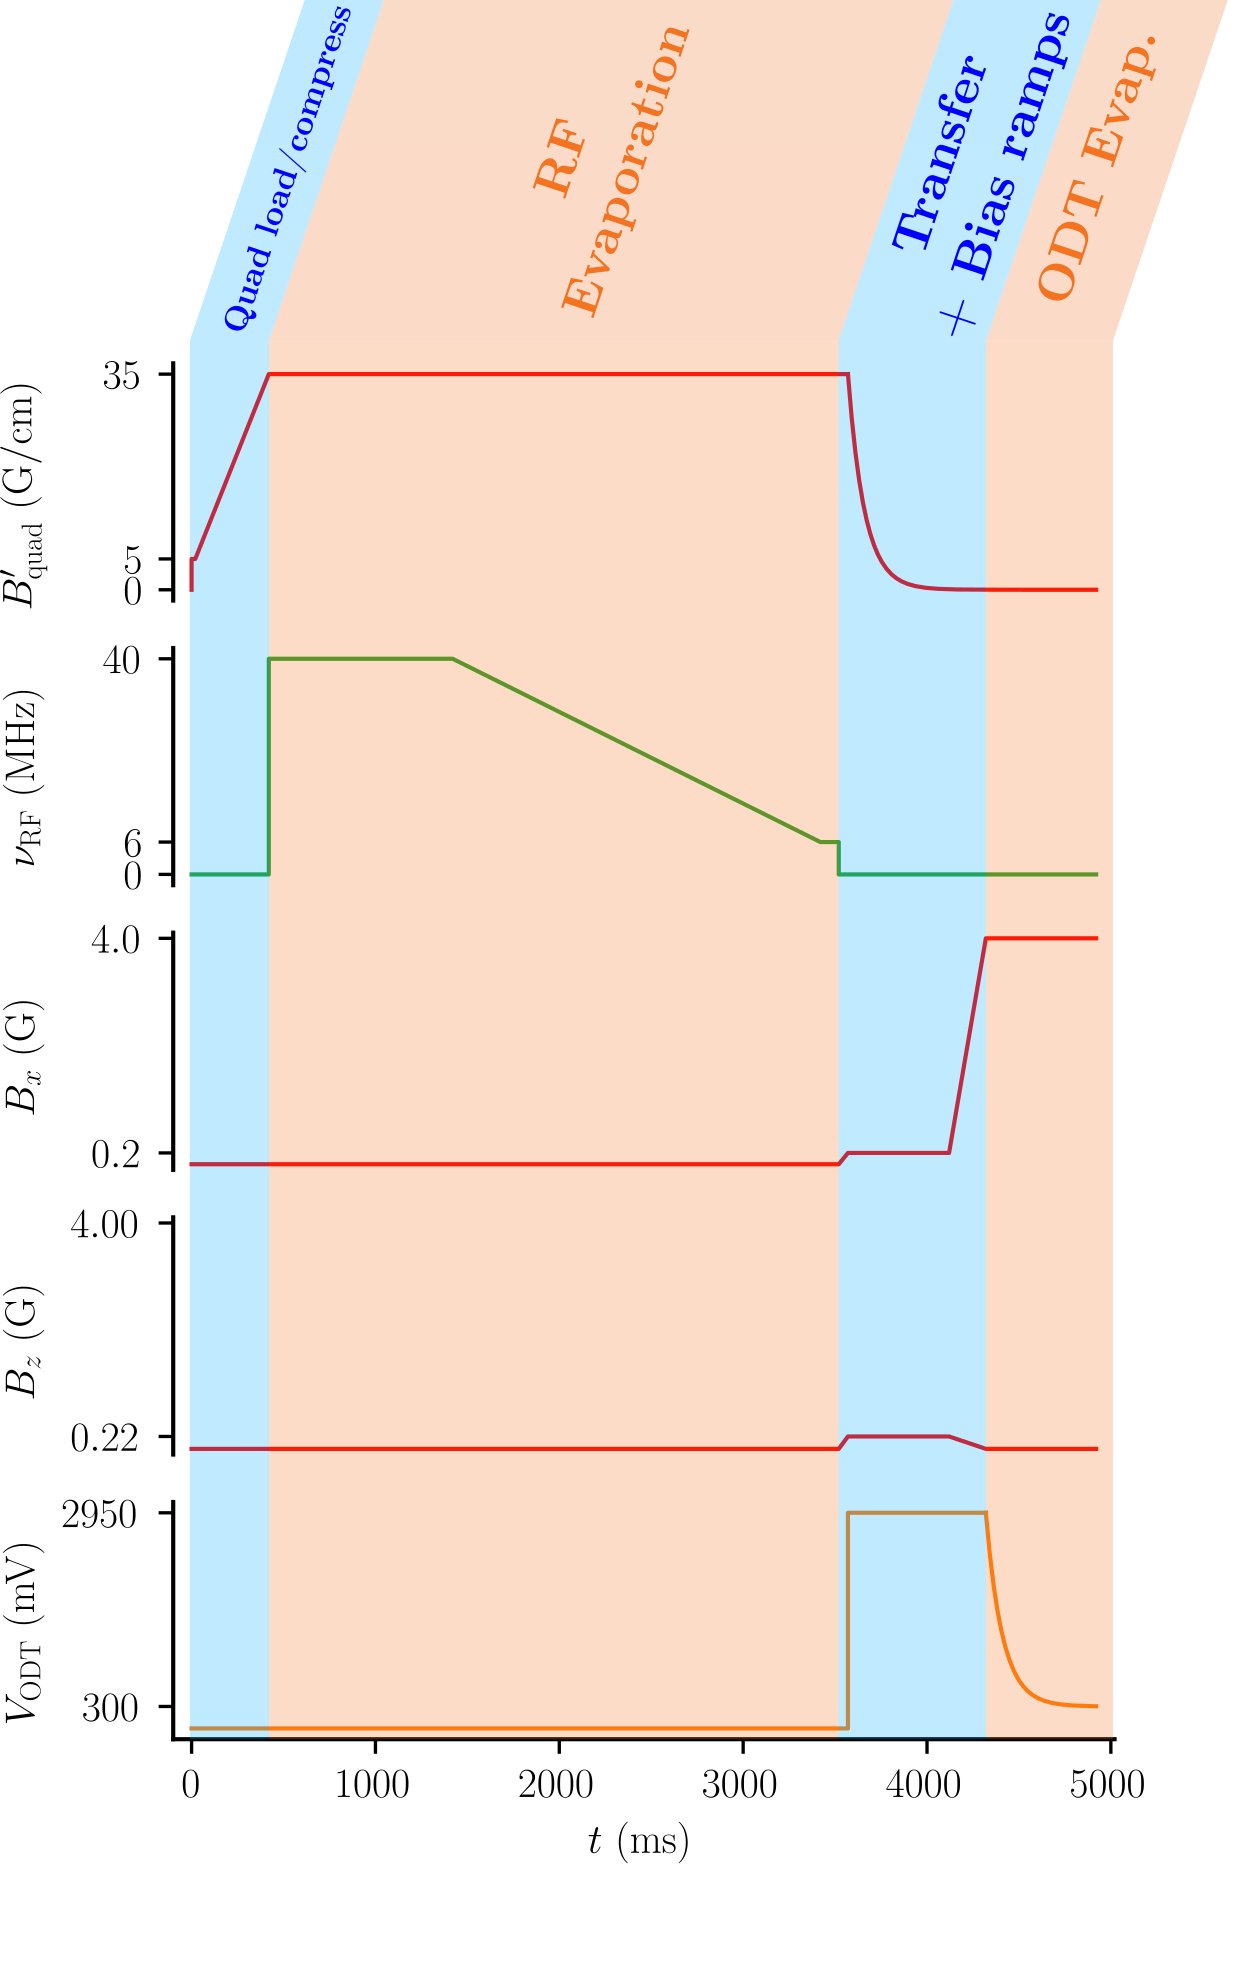 Quad load/compress
RF
Evaporation
Transfer
+ Bias ramps
ODT Evap.
B′quad (G/cm)
35
5
0
νRF (MHz)
40
6
0
Bx (G)
4.0
0.2
Bz (G)
4.00
0.22
VODT (mV)
2950
300
0 1000 2000 3000 4000 5000
t (ms)